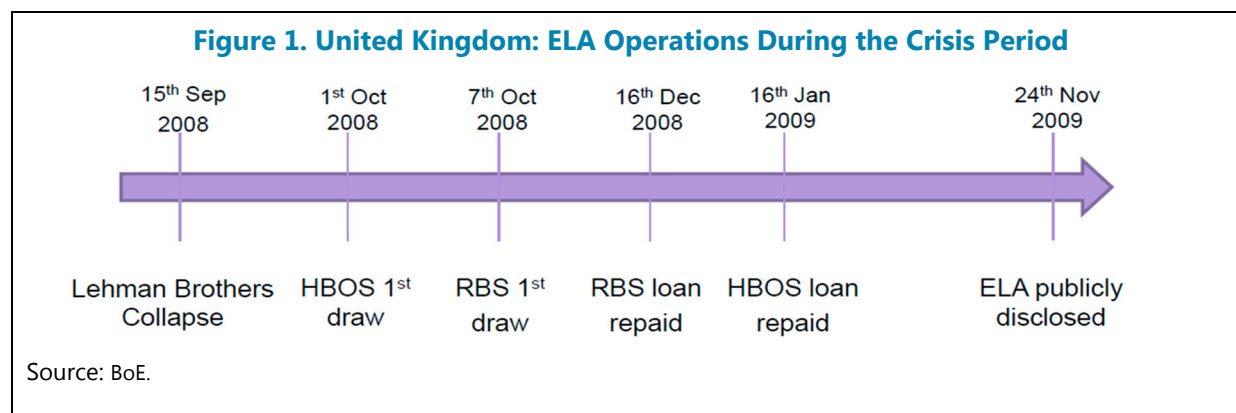 Figure 1. United Kingdom: ELA Operations During the Crisis Period
15th Sep 2008
1st Oct 2008
7th Oct 2008
16th Dec 2008
16th Jan 2009
24th Nov 2009
Lehman Brothers Collapse
HBOS 1st draw
RBS 1st draw
RBS loan repaid
HBOS loan repaid
ELA publicly disclosed
Source: BoE.